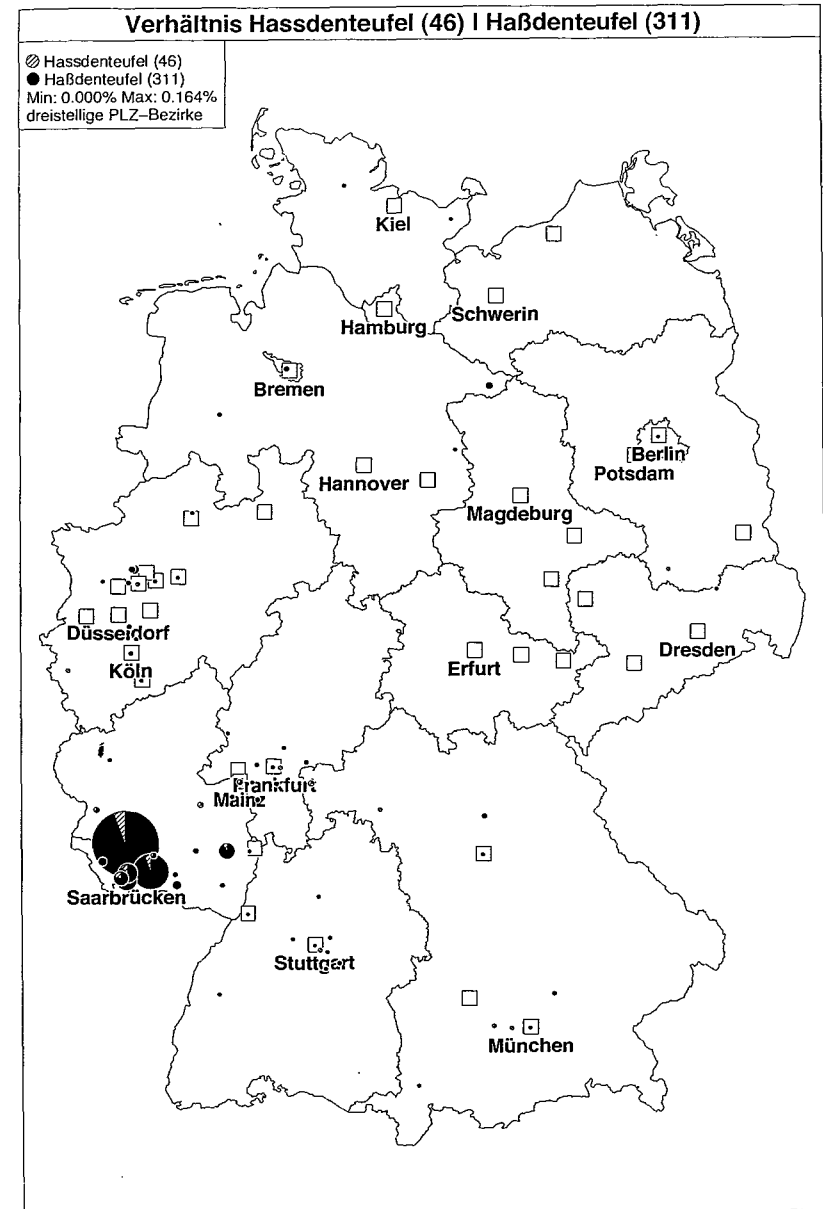 Verhältnis Hassdenteufel (46) I Haßdenteufel (311)
Hassdenteufel (46)
Haßdenteufel (311)
Min: 0.000% Max: 0.164%
dreistellige PLZ–Bezirke
Kiel
Hamburg
Schwerin
Bremen
Berlin
Potsdam
Hannover
Magdeburg
Düsseldorf
Köln
Erfurt
Dresden
Frankfurt
Mainz
Saarbrücken
Stuttgart
München